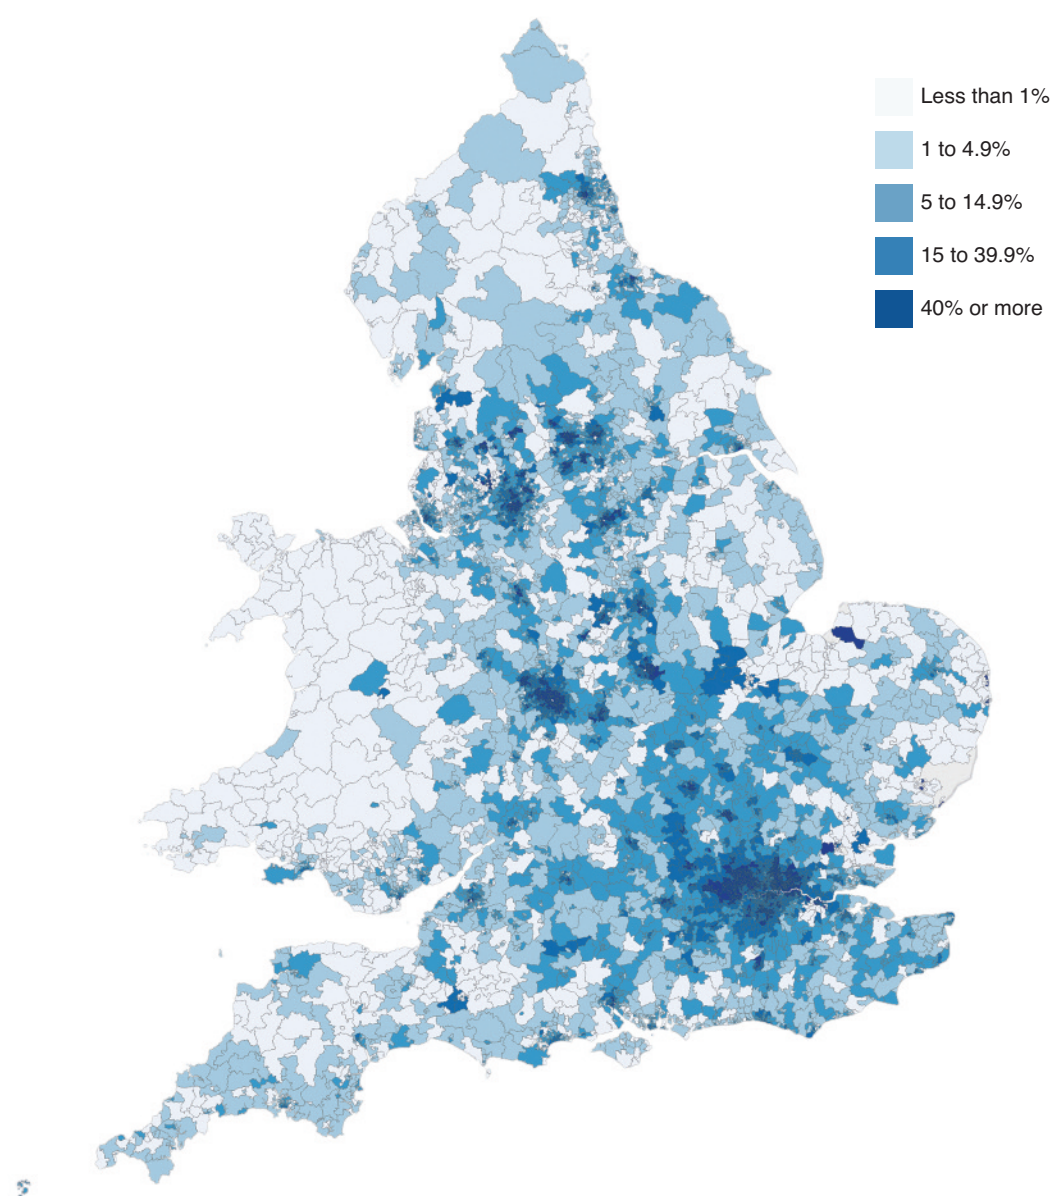 Less than 1%
1 to 4.9%
5 to 14.9%
15 to 39.9%
40% or more